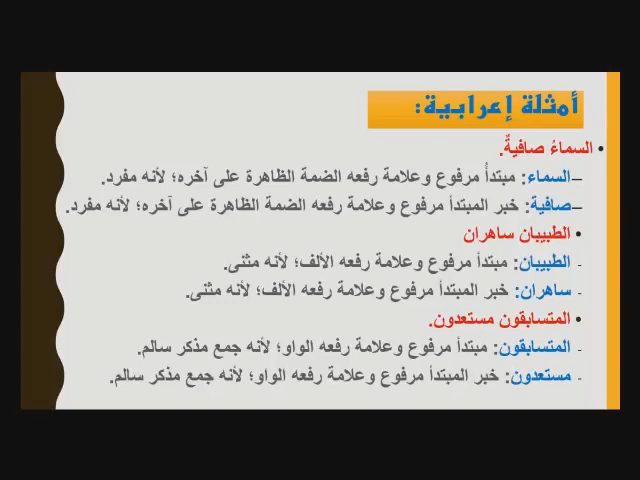 أمثلة إعرابية:
• السماءُ صافيةٌ.
–السماء: مبتدأُ مرفوع وعلامة رفعه الضمة الظاهرة على آخره؛ لأنه مفرد.
–صافية: خبر المبتدأ مرفوع وعلامة رفعه الضمة الظاهرة على آخره؛ لأنه مفرد.
• الطبيبان ساهران
- الطبيبان: مبتدأ مرفوع وعلامة رفعه الألف؛ لأنه مثنى.
- ساهران: خبر المبتدأ مرفوع وعلامة رفعه الألف؛ لأنه مثنى.
• المتسابقون مستعدون.
- المتسابقون: مبتدأ مرفوع وعلامة رفعه الواو؛ لأنه جمع مذكر سالم.
- مستعدون: خبر المبتدأ مرفوع وعلامة رفعه الواو؛ لأنه جمع مذكر سالم.